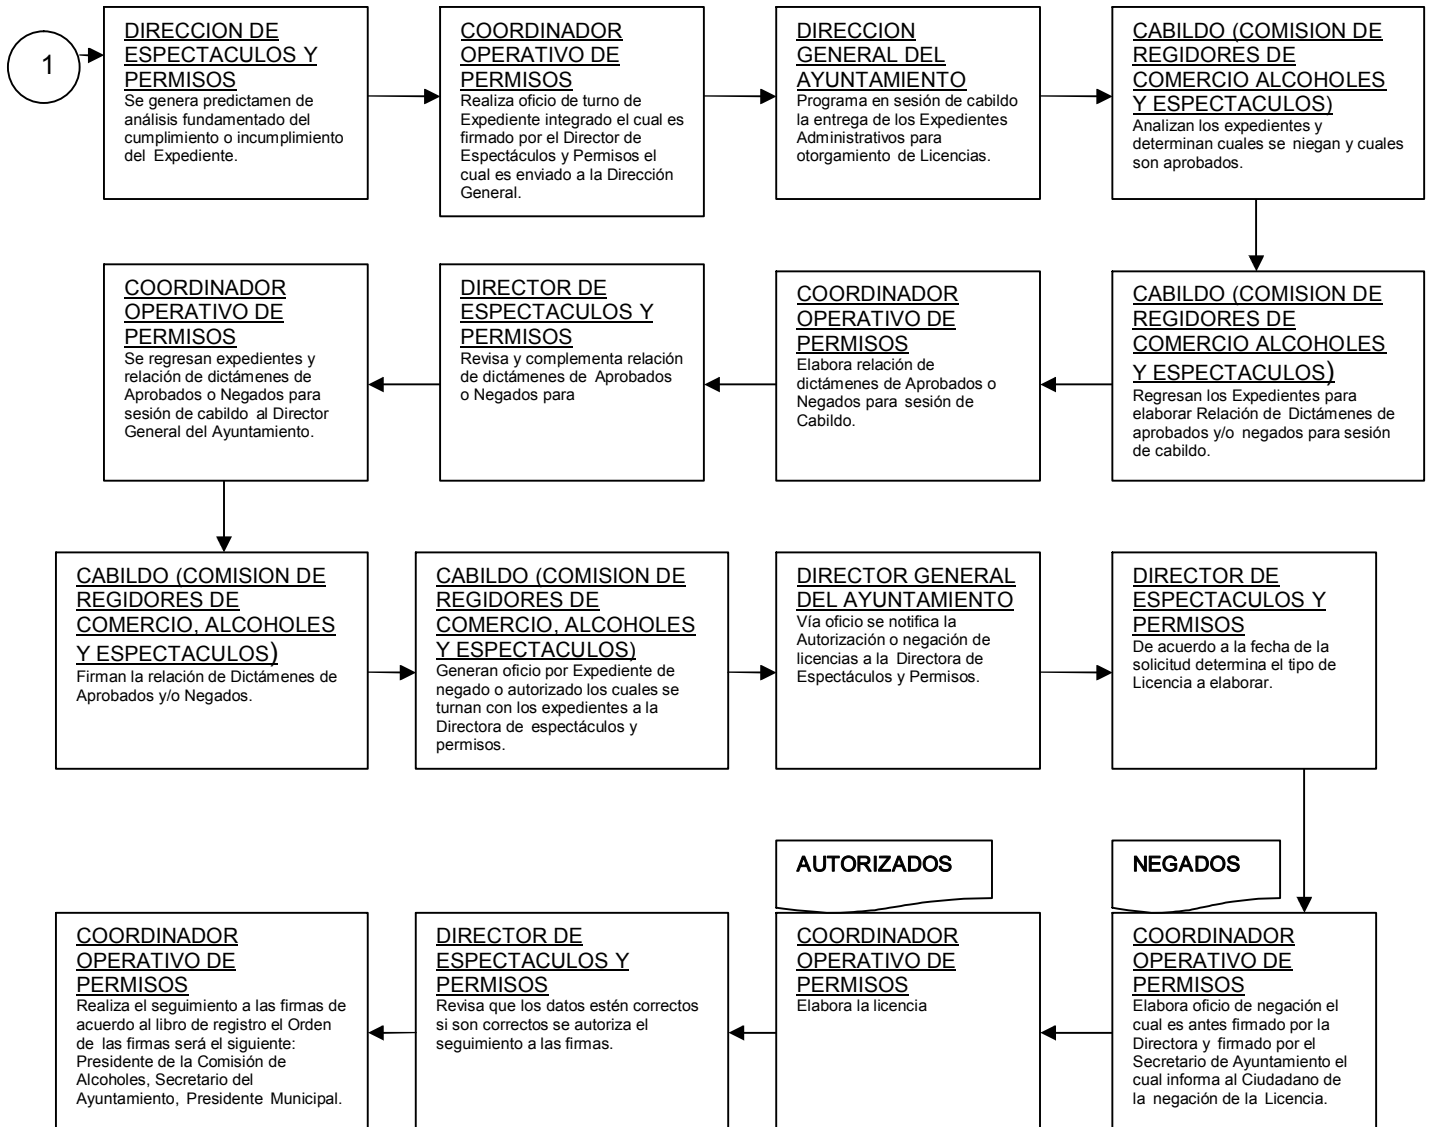 1
DIRECCION DE
ESPECTACULOS Y
PERMISOS
Se genera predictamen de
análisis fundamentado del
cumplimiento o incumplimiento
del Expediente.
COORDINADOR
OPERATIVO DE
PERMISOS
Realiza oficio de turno de
Expediente integrado el cual es
firmado por el Director de
Espectáculos y Permisos el
cual es enviado a la Dirección
General.
DIRECCION
GENERAL DEL
AYUNTAMIENTO
Programa en sesión de cabildo
la entrega de los Expedientes
Administrativos para
otorgamiento de Licencias.
CABILDO (COMISION DE
REGIDORES DE
COMERCIO ALCOHOLES
Y ESPECTACULOS)
Analizan los expedientes y
determinan cuales se niegan y cuales
son aprobados.
CABILDO (COMISION DE
REGIDORES DE
COMERCIO ALCOHOLES
Y ESPECTACULOS)
Regresan los Expedientes para
elaborar Relación de Dictámenes de
aprobados y/o negados para sesión
de cabildo.
COORDINADOR
OPERATIVO DE
PERMISOS
Elabora relación de
dictámenes de Aprobados o
Negados para sesión de
Cabildo.
DIRECTOR DE
ESPECTACULOS Y
PERMISOS
Revisa y complementa relación
de dictámenes de Aprobados
o Negados para
COORDINADOR
OPERATIVO DE
PERMISOS
Se regresan expedientes y
relación de dictámenes de
Aprobados o Negados para
sesión de cabildo al Director
General del Ayuntamiento.
CABILDO (COMISION DE
REGIDORES DE
COMERCIO, ALCOHOLES
Y ESPECTACULOS)
Firman la relación de Dictámenes de
Aprobados y/o Negados.
CABILDO (COMISION DE
REGIDORES DE
COMERCIO, ALCOHOLES
Y ESPECTACULOS)
Generan oficio por Expediente de
negado o autorizado los cuales se
turnan con los expedientes a la
Directora de espectáculos y
permisos.
DIRECTOR GENERAL
DEL AYUNTAMIENTO
Vía oficio se notifica la
Autorización o negación de
licencias a la Directora de
Espectáculos y Permisos.
DIRECTOR DE
ESPECTACULOS Y
PERMISOS
De acuerdo a la fecha de la
solicitud determina el tipo de
Licencia a elaborar.
NEGADOS
COORDINADOR
OPERATIVO DE
PERMISOS
Elabora oficio de negación el
cual es antes firmado por la
Directora y firmado por el
Secretario de Ayuntamiento el
cual informa al Ciudadano de
la negación de la Licencia.
AUTORIZADOS
COORDINADOR
OPERATIVO DE
PERMISOS
Elabora la licencia
DIRECTOR DE
ESPECTACULOS Y
PERMISOS
Revisa que los datos estén correctos
si son correctos se autoriza el
seguimiento a las firmas.
COORDINADOR
OPERATIVO DE
PERMISOS
Realiza el seguimiento a las firmas de
acuerdo al libro de registro el Orden
de las firmas será el siguiente:
Presidente de la Comisión de
Alcoholes, Secretario del
Ayuntamiento, Presidente Municipal.